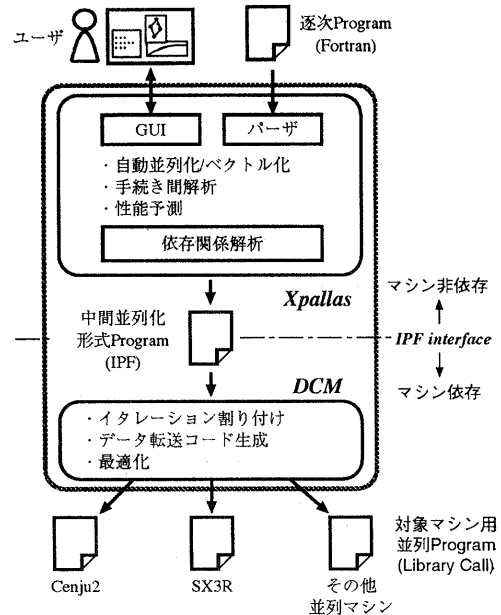 ユーザ
逐次Program
(Fortran)
GUI
パーザ
・自動並列化/ベクトル化
・手続き間解析
・性能予測
依存関係解析
Xpallas
マシン非依存
中間並列化
形式Program
(IPF)
IPF interface
DCM
マシン依存
・イタレーション割り付け
・データ転送コード生成
・最適化
Cenju2
SX3R
その他
並列マシン
対象マシン用
並列Program
(Library Call)